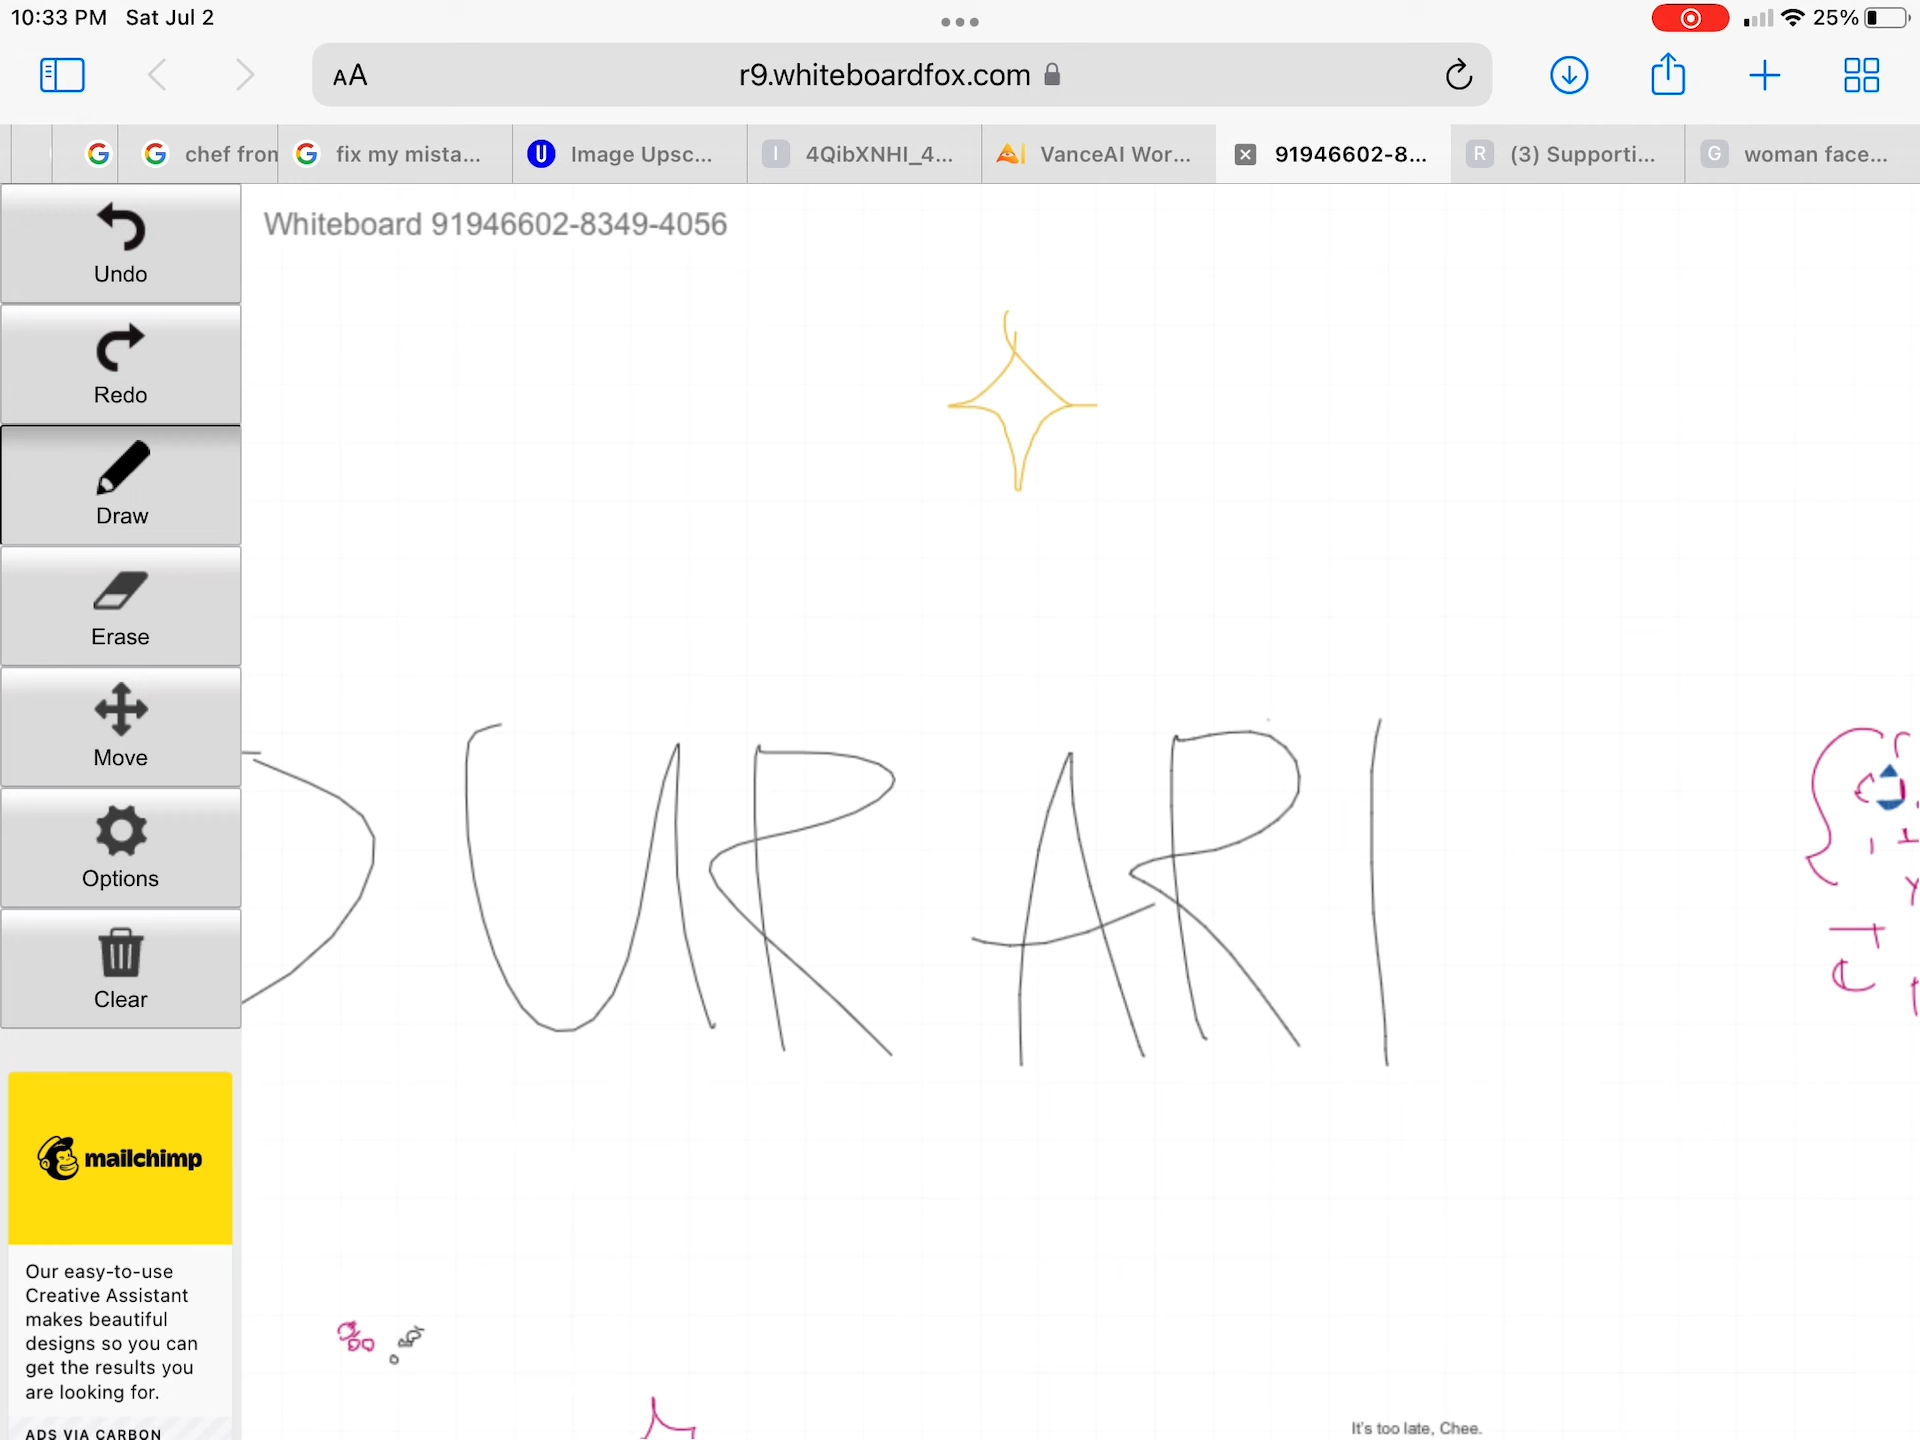 10:33 PM Sat Jul 2
25%
AA r9.whiteboardfox.com
chef fron
fix my mista...
Image Upsc...
4QibXNHI_4...
VanceAI Wor...
91946602-8...
R (3) Supporti...
G woman face...
Undo
Redo
Draw
Erase
Move
Options
Clear
Whiteboard 91946602-8349-4056
D UR ARI
mailchimp
Our easy-to-use
Creative Assistant
makes beautiful
designs so you can
get the results you
are looking for.
ADS VIA CARBON
It's too late, Chee.